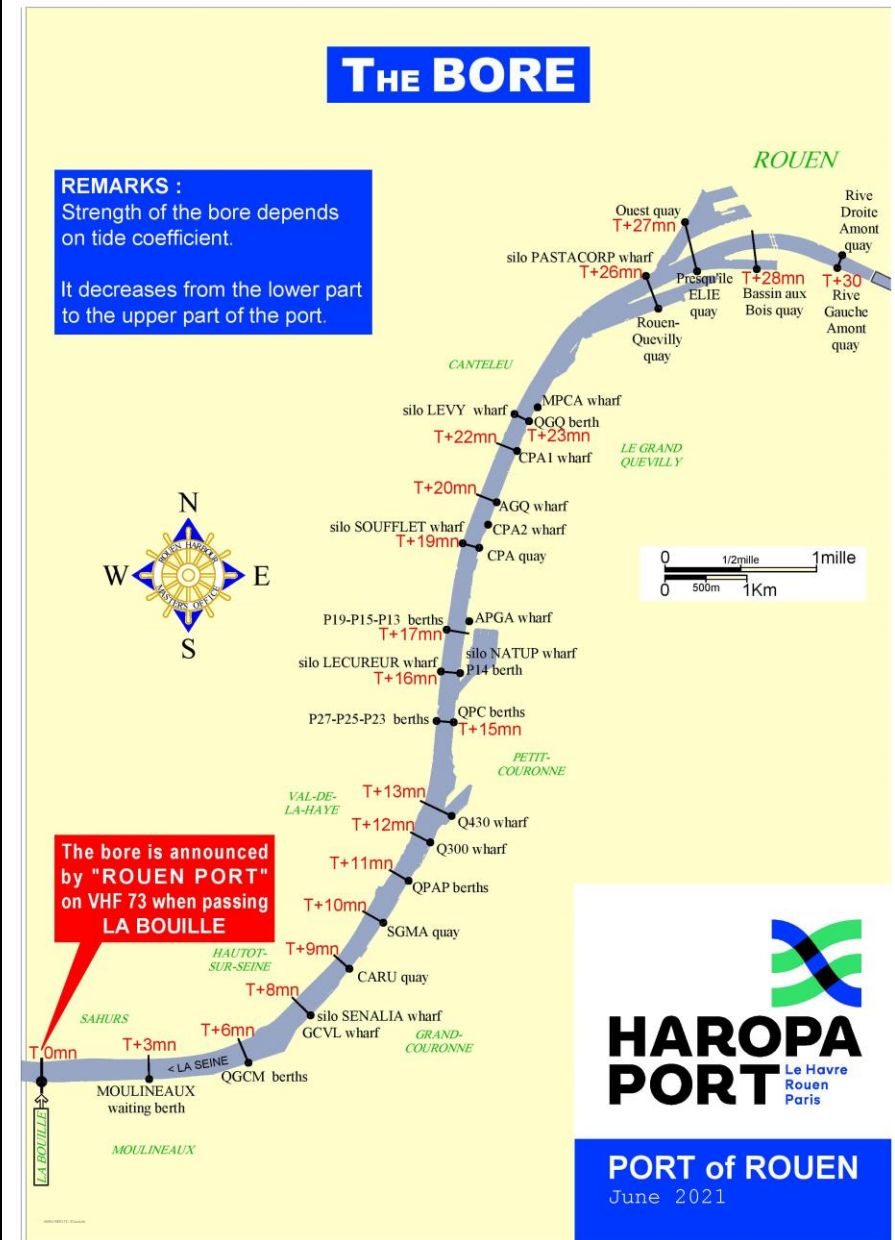 THE BORE
REMARKS :
Strength of the bore depends
on tide coefficient.
It decreases from the lower part
to the upper part of the port.
ROUEN
Rive
Droite
Amont
quay
Ouest quay
T+27mn
silo PASTACORP wharf
T+26mn
Presqu'île
ELIE
quay
T+28mn
Bassin aux
Bois quay
T+30
Rive
Gauche
Amont
quay
Rouen-
Quevilly
quay
CANTELEU
MPCA wharf
silo LEVY wharf
QGQ berth
T+22mn
T+23mn
CPA1 wharf
LE GRAND
QUEVILLY
T+20mn
AGQ wharf
CPA2 wharf
silo SOUFFLET wharf
T+19mn
CPA quay
N
W
E
S
ROUEN HARBOUR
MASTER'S OFFICE
0
1/2mille
1mille
0
500m
1Km
APGA wharf
P19-P15-P13 berths
T+17mn
silo NATUP wharf
silo LECUREUR wharf
P14 berth
T+16mn
QPC berths
P27-P25-P23 berths
T+15mn
PETIT-
COURONNE
VAL-DE-
LA-HAYE
T+13mn
Q430 wharf
T+12mn
Q300 wharf
T+11mn
QPAP berths
T+10mn
SGMA quay
The bore is announced
by "ROUEN PORT"
on VHF 73 when passing
LA BOUILLE
HAUTOT-
SUR-SEINE
T+9mn
CARU quay
T+8mn
silo SENALIA wharf
GCVL wharf
GRAND-
COURONNE
SAHURS
T+6mn
T+3mn
T 0mn
< LA SEINE
QGCM berths
MOULINEAUX
waiting berth
LA BOUILLE
MOULINEAUX
HAROPA
PORT
Le Havre
Rouen
Paris
PORT of ROUEN
June 2021